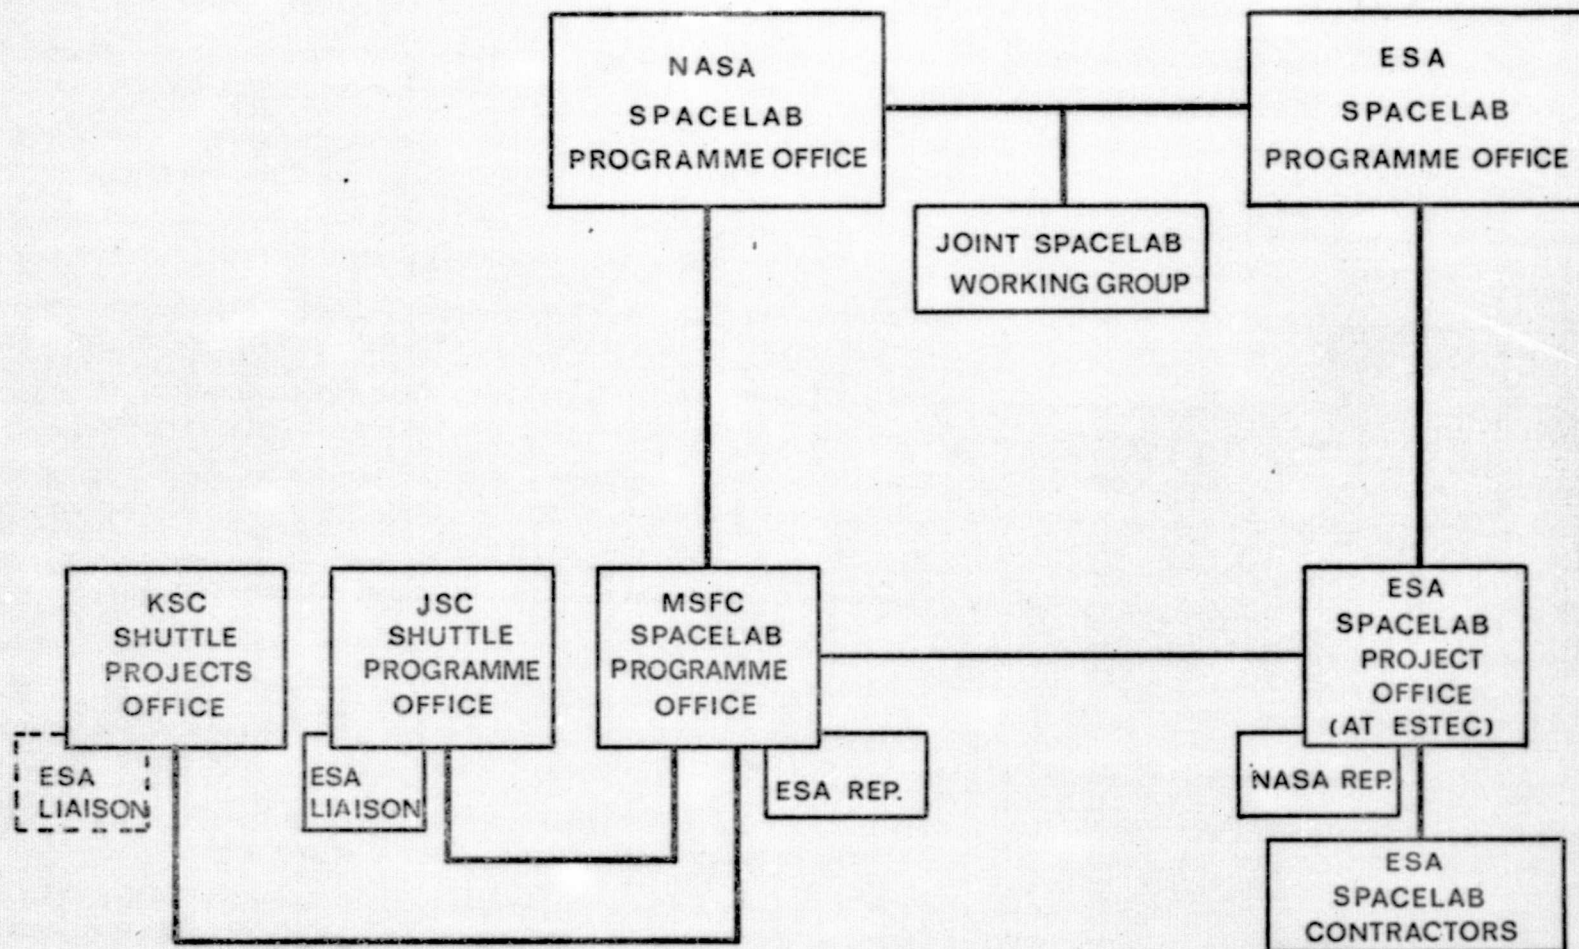 NASA
SPACELAB
PROGRAMME OFFICE
ESA
SPACELAB
PROGRAMME OFFICE
JOINT SPACELAB
WORKING GROUP
KSC
SHUTTLE
PROJECTS
OFFICE
ESA
LIAISON
JSC
SHUTTLE
PROGRAMME
OFFICE
ESA
LIAISON
MSFC
SPACELAB
PROGRAMME
OFFICE
ESA REP.
ESA
SPACELAB
PROJECT
OFFICE
(AT ESTEC)
NASA REP.
ESA
SPACELAB
CONTRACTORS